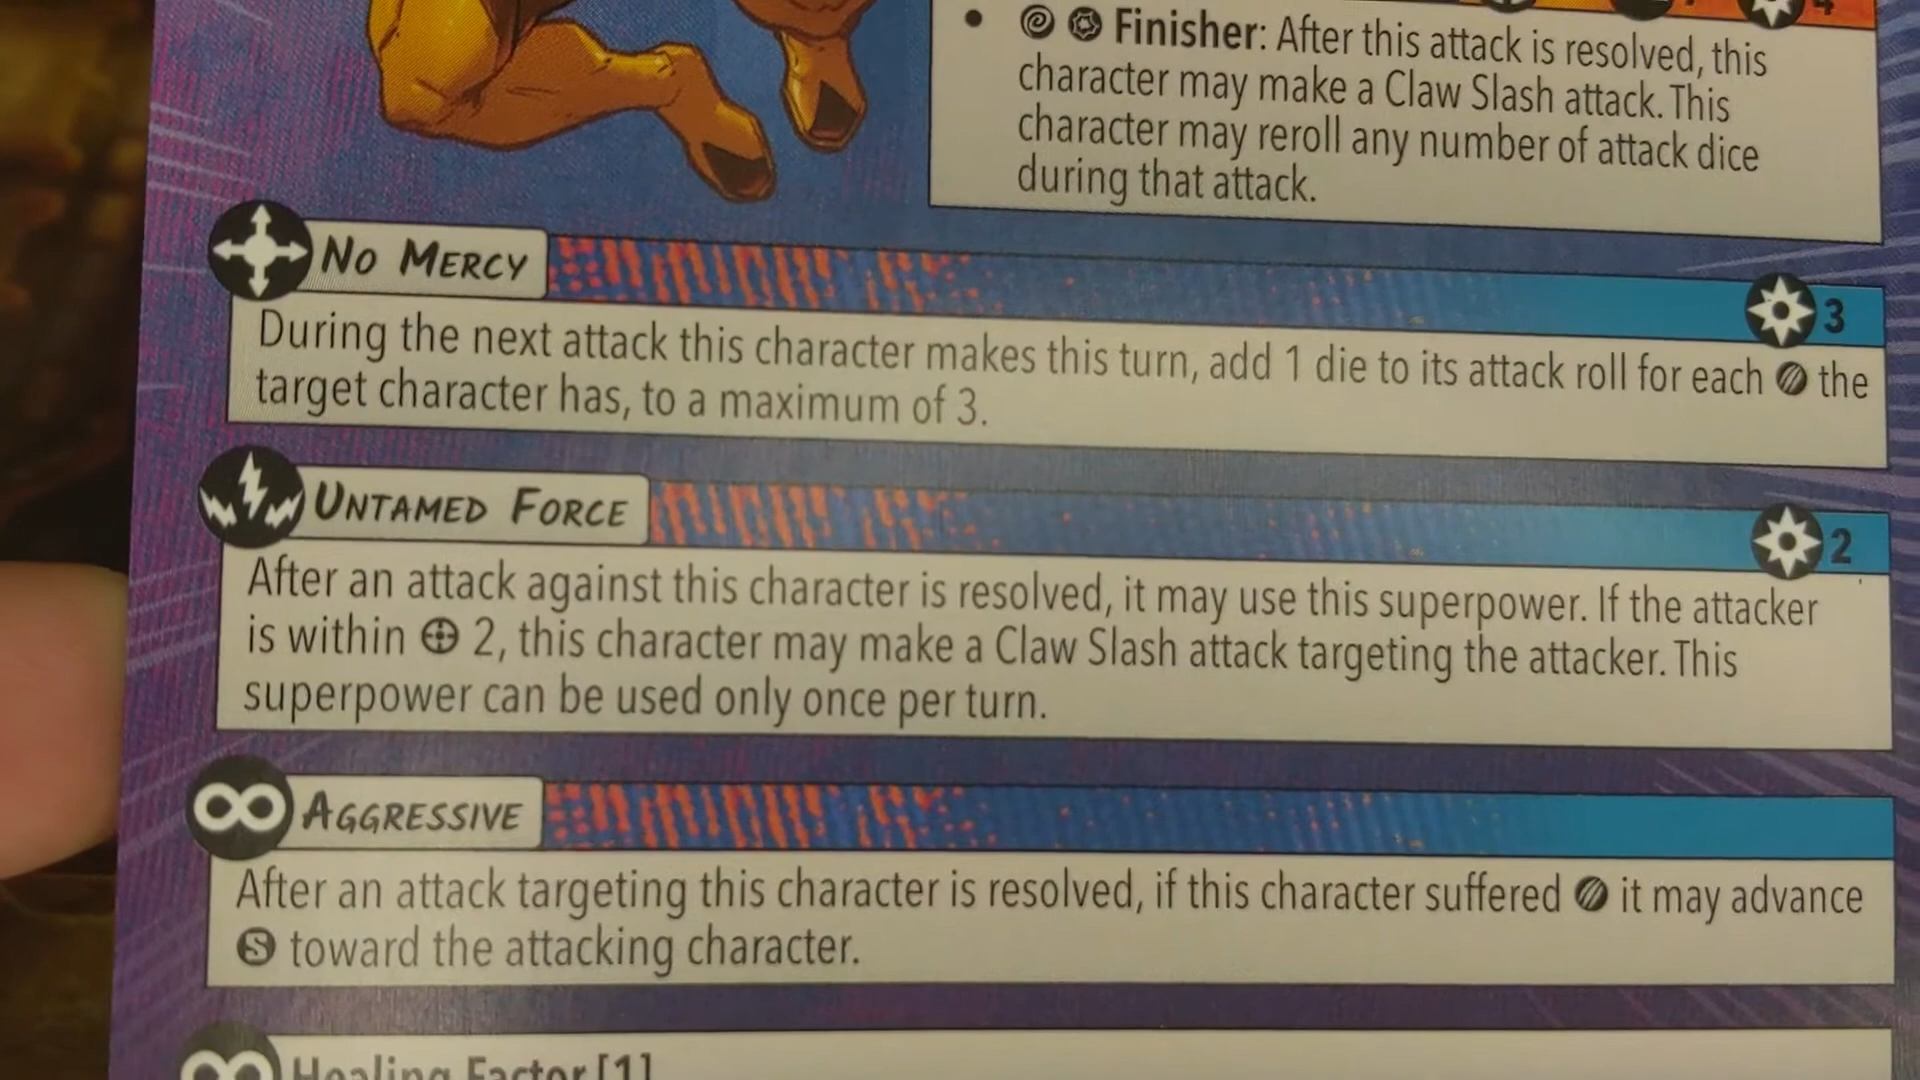 4
• Finisher: After this attack is resolved, this
character may make a Claw Slash attack. This
character may reroll any number of attack dice
during that attack.
No Mercy 3
During the next attack this character makes this turn, add 1 die to its attack roll for each the
target character has, to a maximum of 3.
Untamed Force 2
After an attack against this character is resolved, it may use this superpower. If the attacker
is within 2, this character may make a Claw Slash attack targeting the attacker. This
superpower can be used only once per turn.
Aggressive
After an attack targeting this character is resolved, if this character suffered it may advance
S toward the attacking character.
Healing Factor [1]